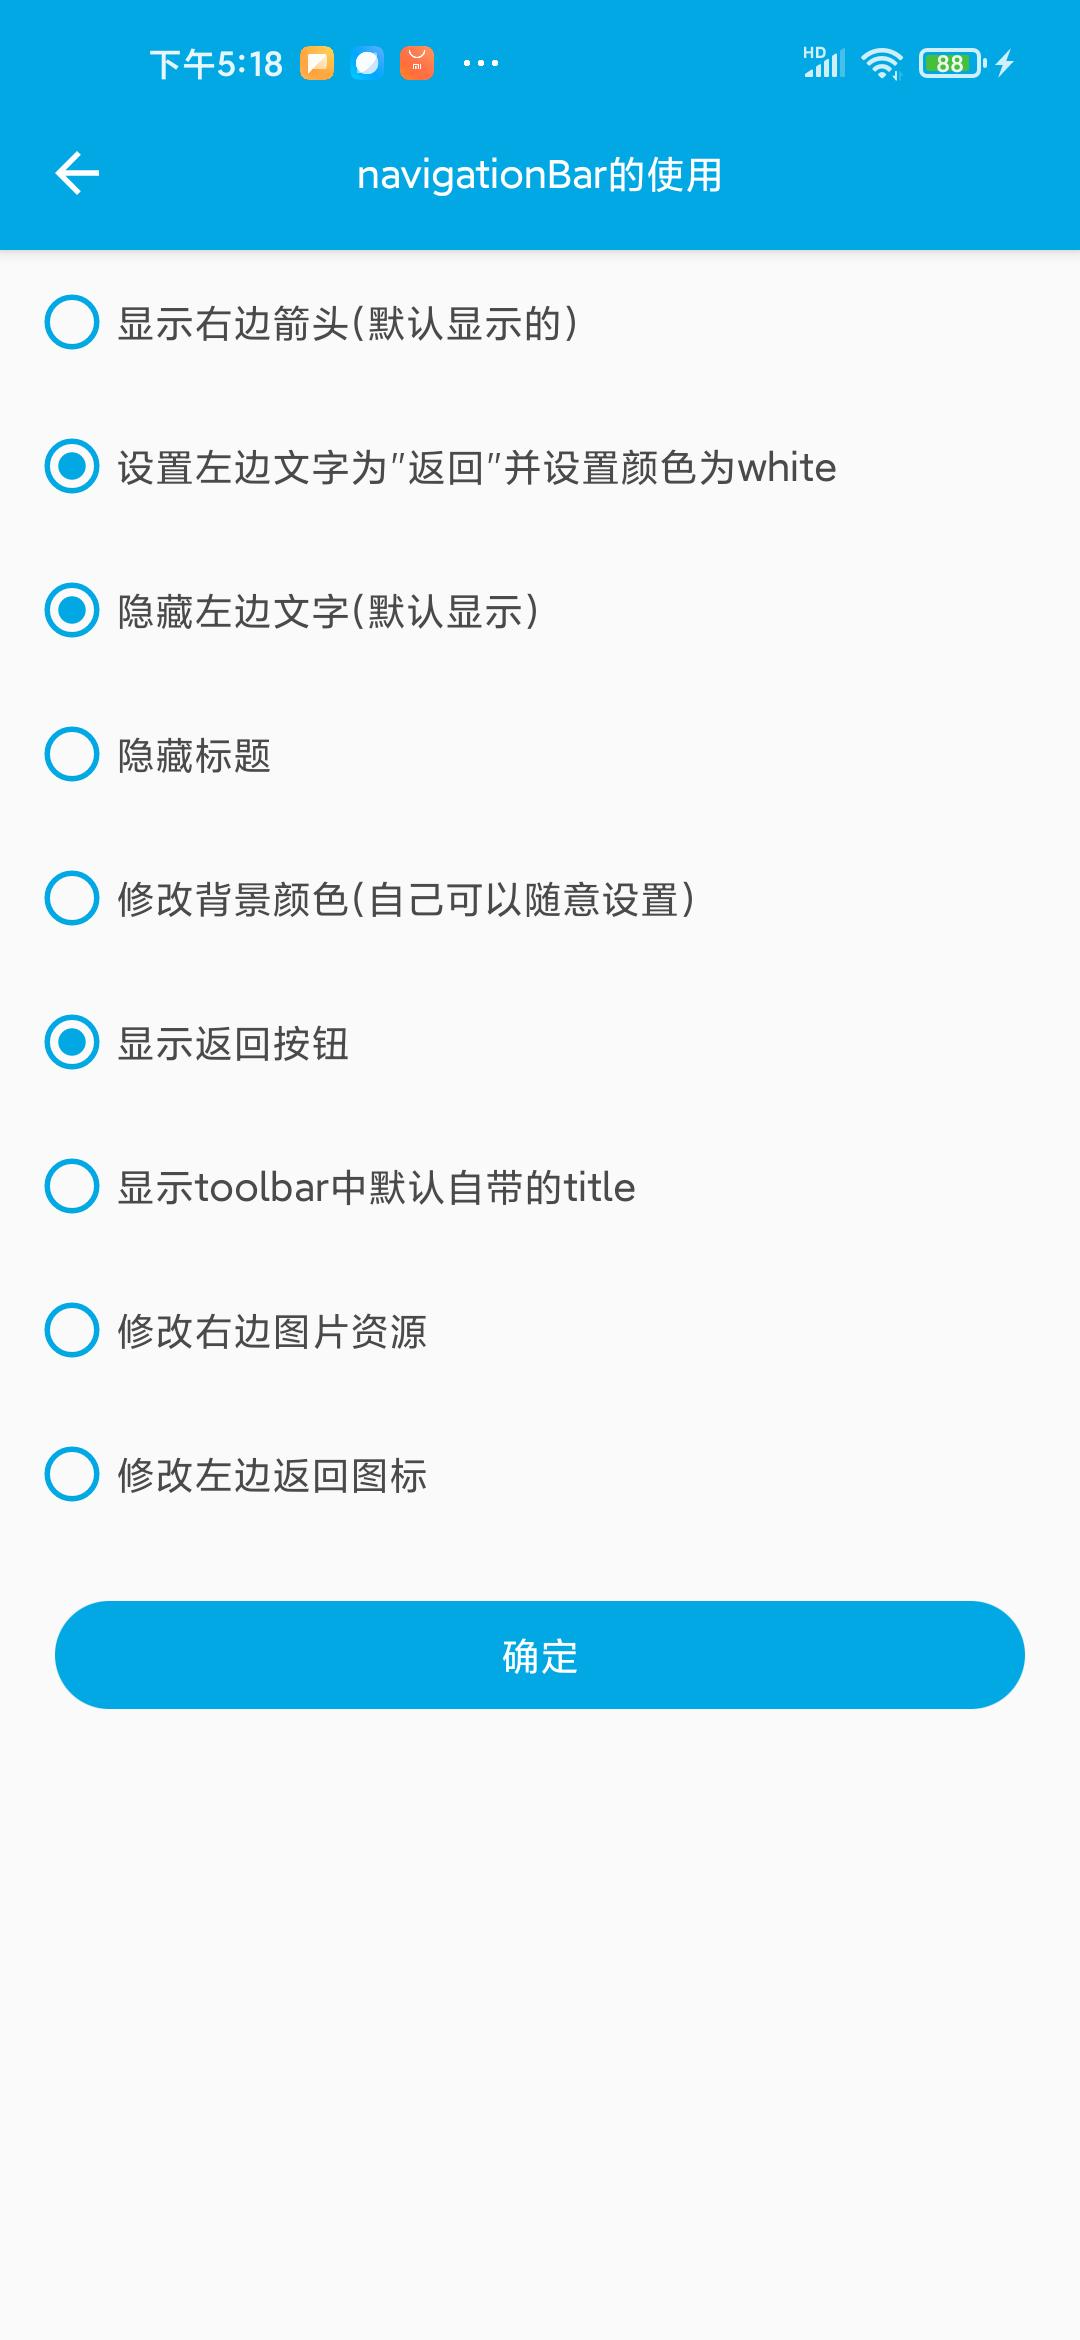 下午5:18
HD
88
navigationBar的使用
显示右边箭头(默认显示的)
设置左边文字为"返回"并设置颜色为white
隐藏左边文字(默认显示)
隐藏标题
修改背景颜色(自己可以随意设置)
显示返回按钮
显示toolbar中默认自带的title
修改右边图片资源
修改左边返回图标
确定